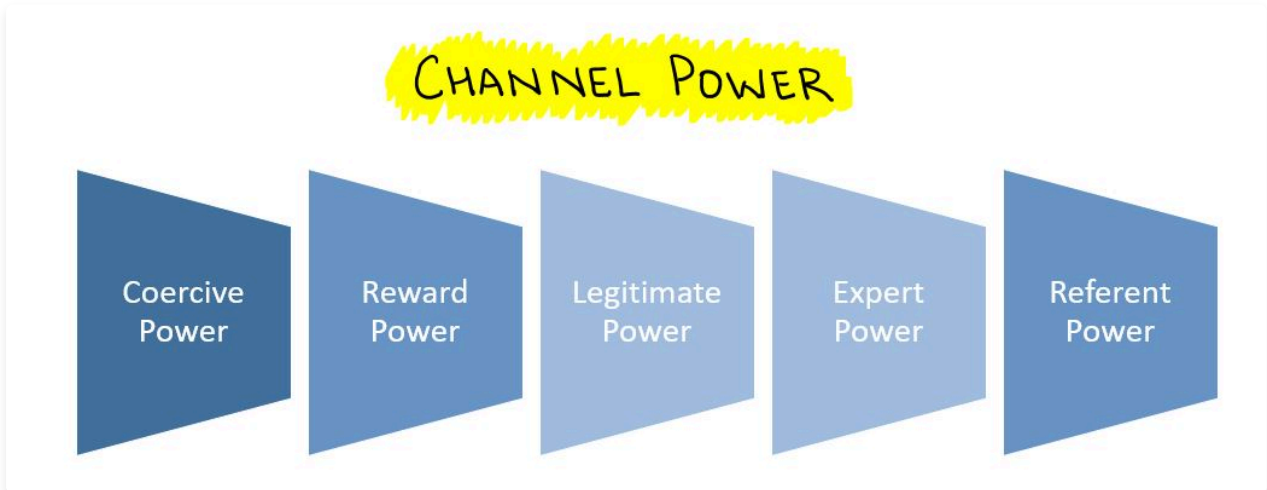 CHANNEL POWER
Coercive
Power
Reward
Power
Legitimate
Power
Expert
Power
Referent
Power